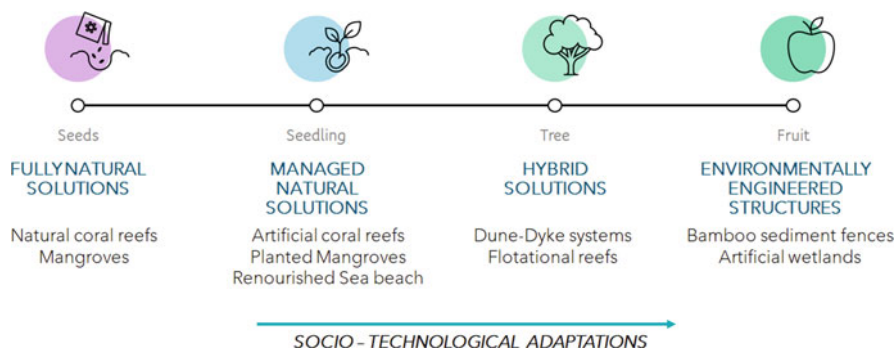 Seeds
Seedling
Tree
Fruit
FULLY NATURAL
SOLUTIONS
Natural coral reefs
Mangroves
MANAGED
NATURAL
SOLUTIONS
Artificial coral reefs
Planted Mangroves
Renourished Sea beach
HYBRID
SOLUTIONS
Dune-Dyke systems
Flotational reefs
ENVIRONMENTALLY
ENGINEERED
STRUCTURES
Bamboo sediment fences
Artificial wetlands
SOCIO – TECHNOLOGICAL ADAPTATIONS